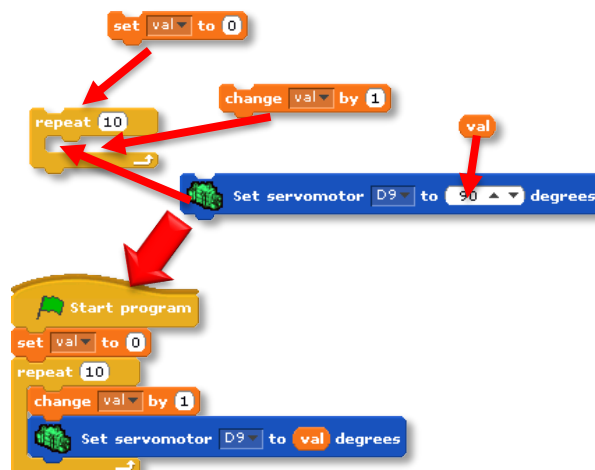 set val to 0
change val by 1
repeat 10
val
Set servomotor D9 to 90 degrees
Start program
set val to 0
repeat 10
change val by 1
Set servomotor D9 to val degrees